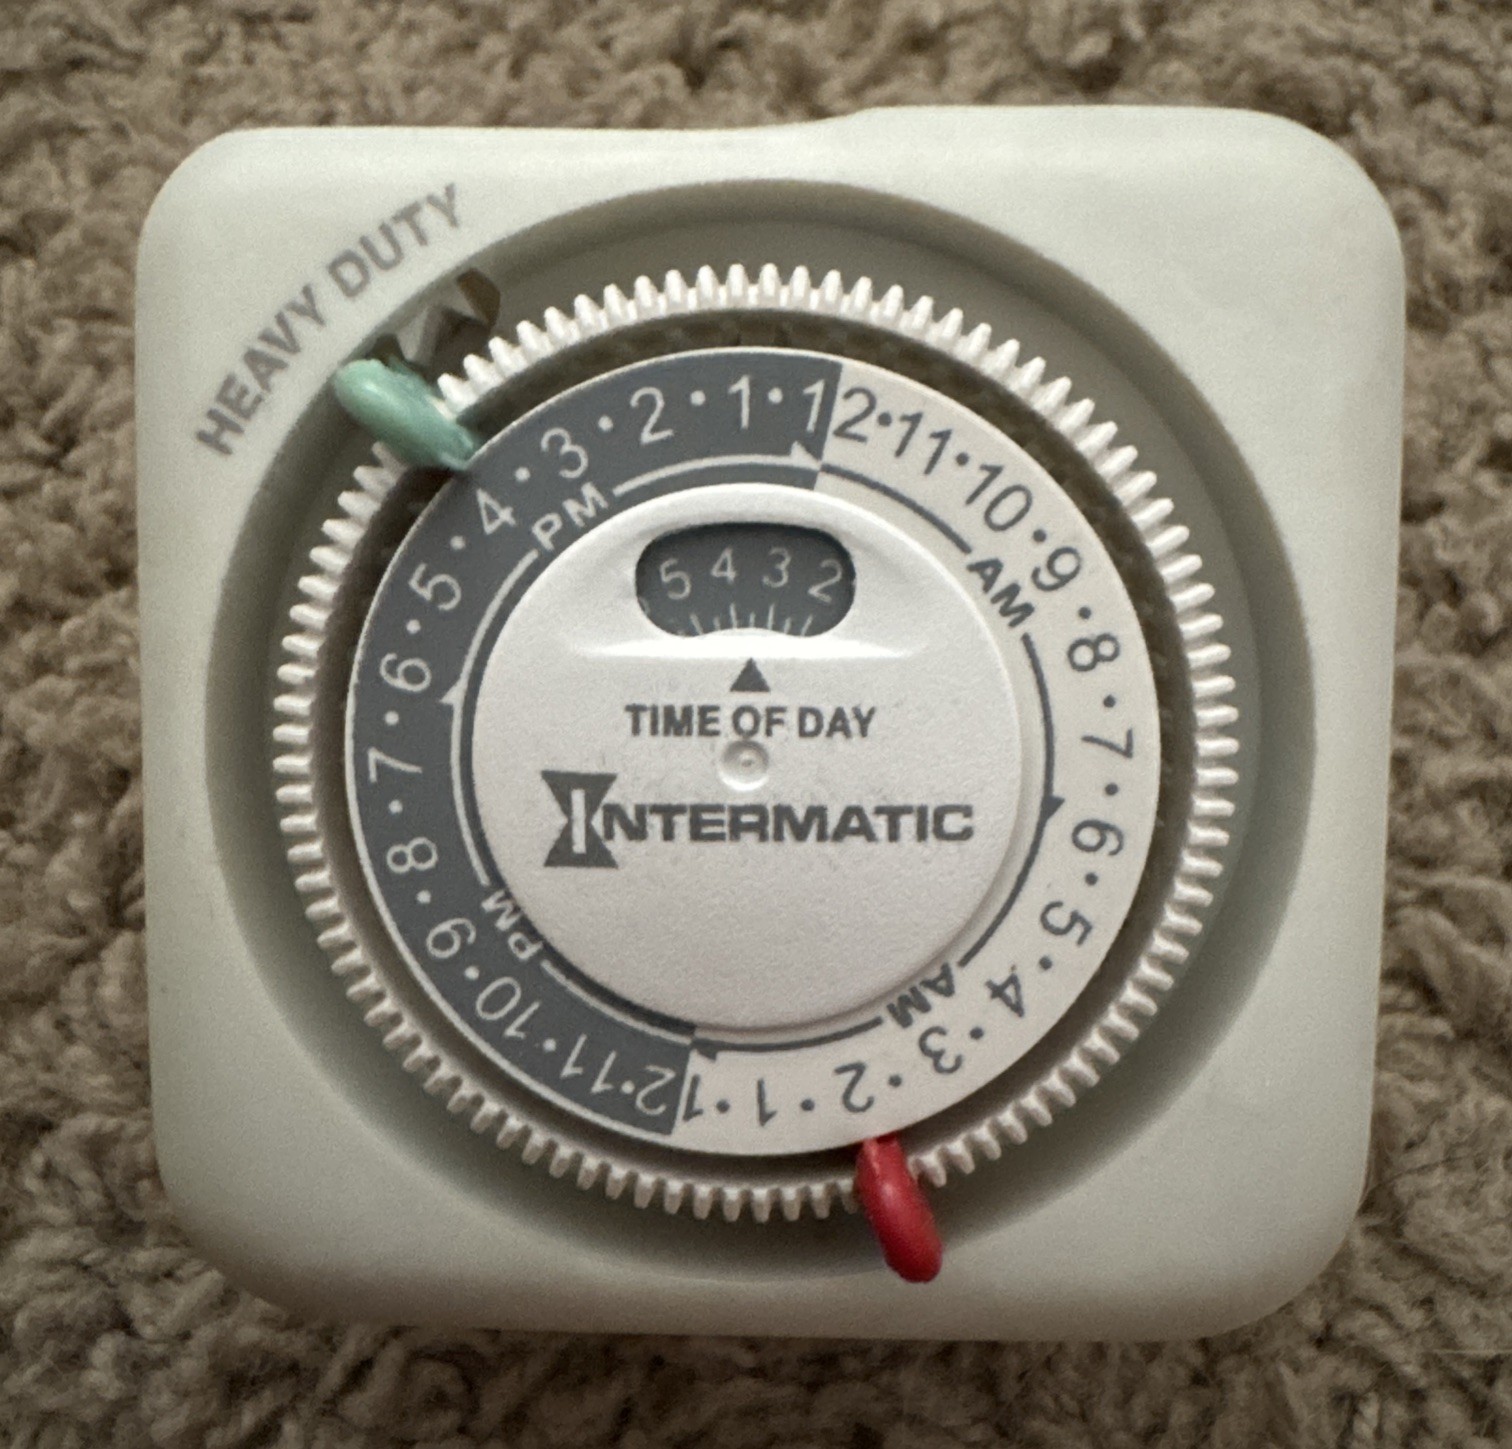 HEAVY DUTY
12·11·10·9·8·7·6·5·4·3·2·1·12·11·10·9·8·7·6·5·4·3·2·1·
AM
AM
PM
PM
5 4 3 2
TIME OF DAY
INTERMATIC